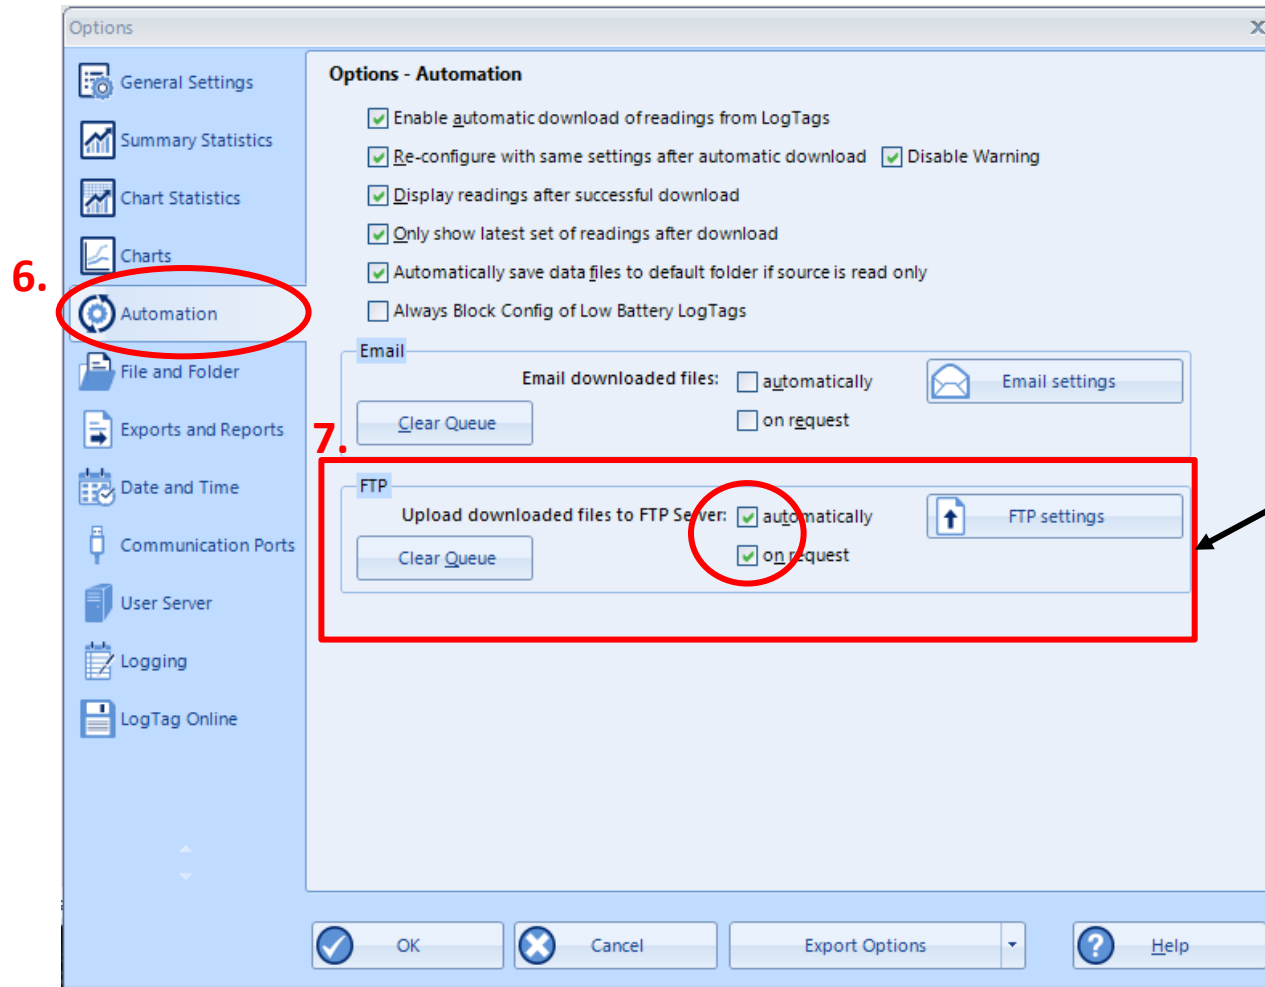 Options
x
General Settings
Summary Statistics
Chart Statistics
Charts
6.
Automation
File and Folder
Exports and Reports
Date and Time
Communication Ports
User Server
Logging
LogTag Online
Options - Automation
Enable automatic download of readings from LogTags
Re-configure with same settings after automatic download Disable Warning
Display readings after successful download
Only show latest set of readings after download
Automatically save data files to default folder if source is read only
Always Block Config of Low Battery LogTags
Email
Email downloaded files: automatically Email settings
Clear Queue on request
7.
FTP
Upload downloaded files to FTP Server: automatically FTP settings
Clear Queue on request
OK Cancel Export Options ? Help